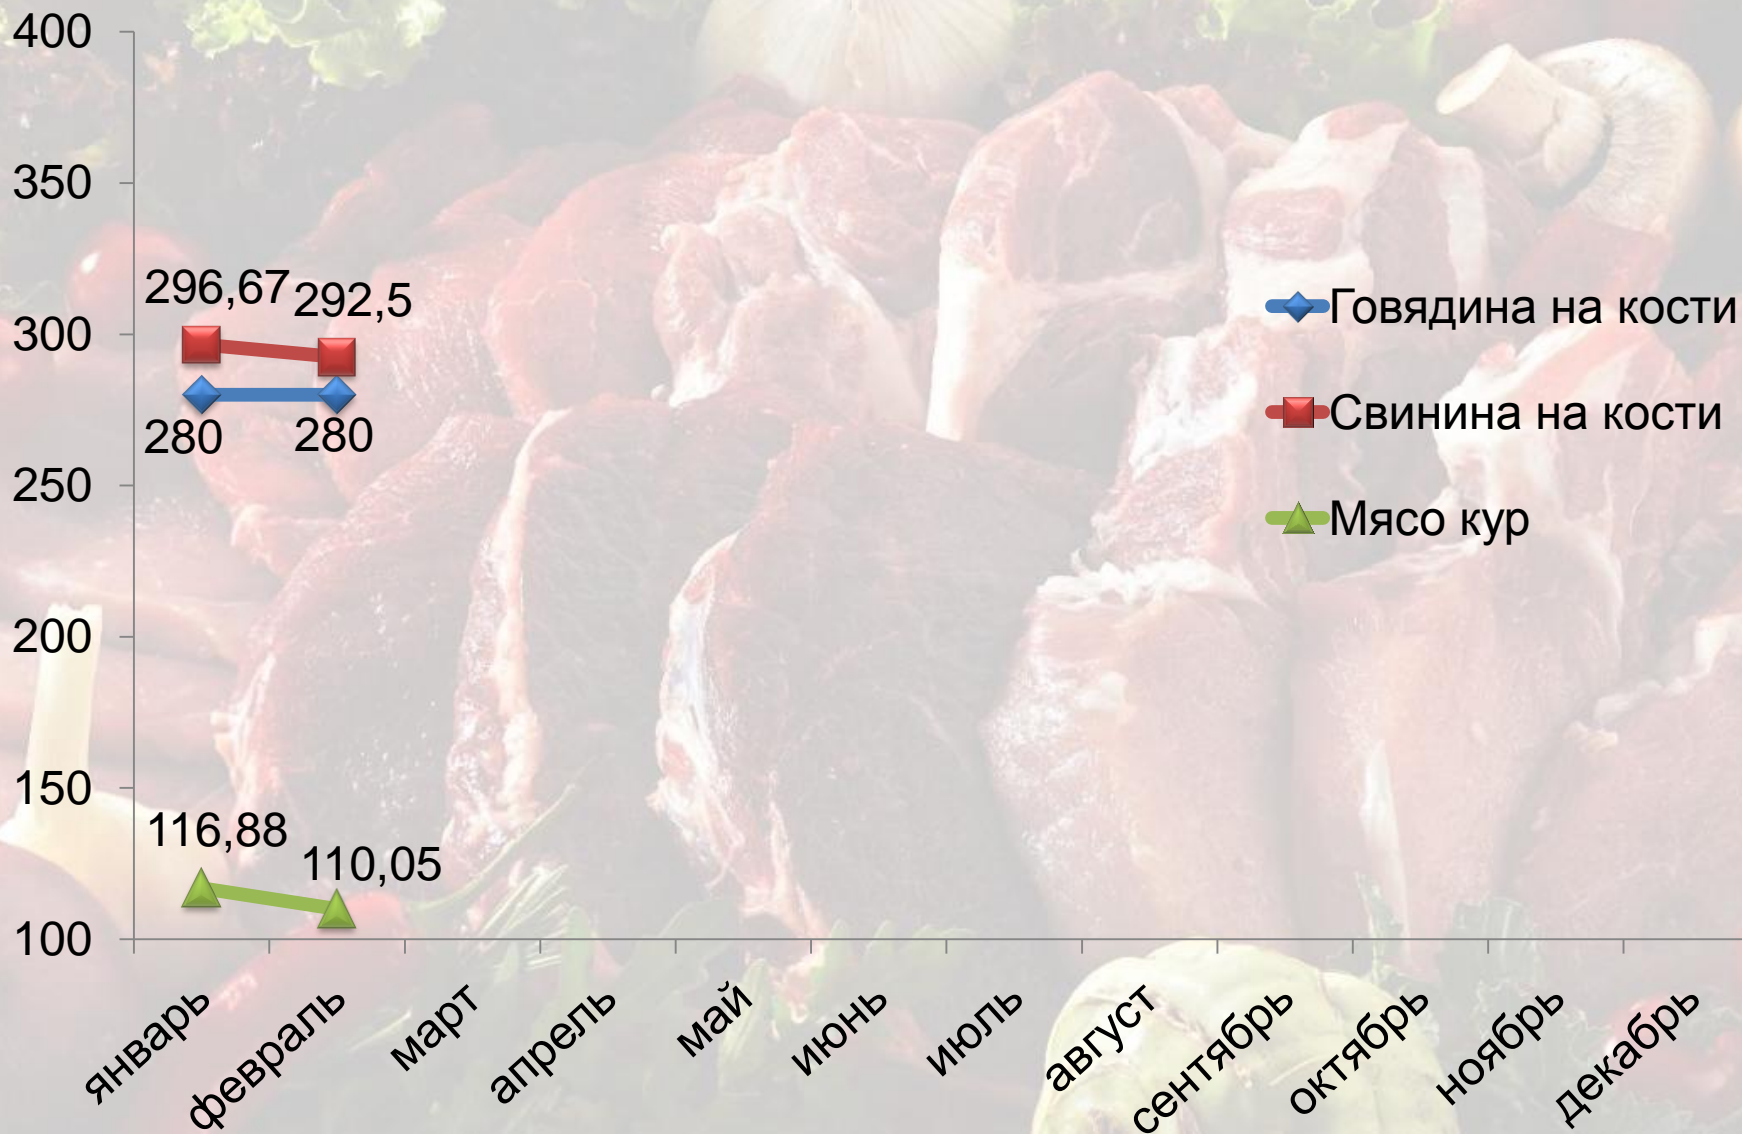 400
350
300
250
200
150
100
296,67
292,5
280
280
116,88
110,05
Говядина на кости
Свинина на кости
Мясо кур
январь
февраль
март
апрель
май
июнь
июль
август
сентябрь
октябрь
ноябрь
декабрь